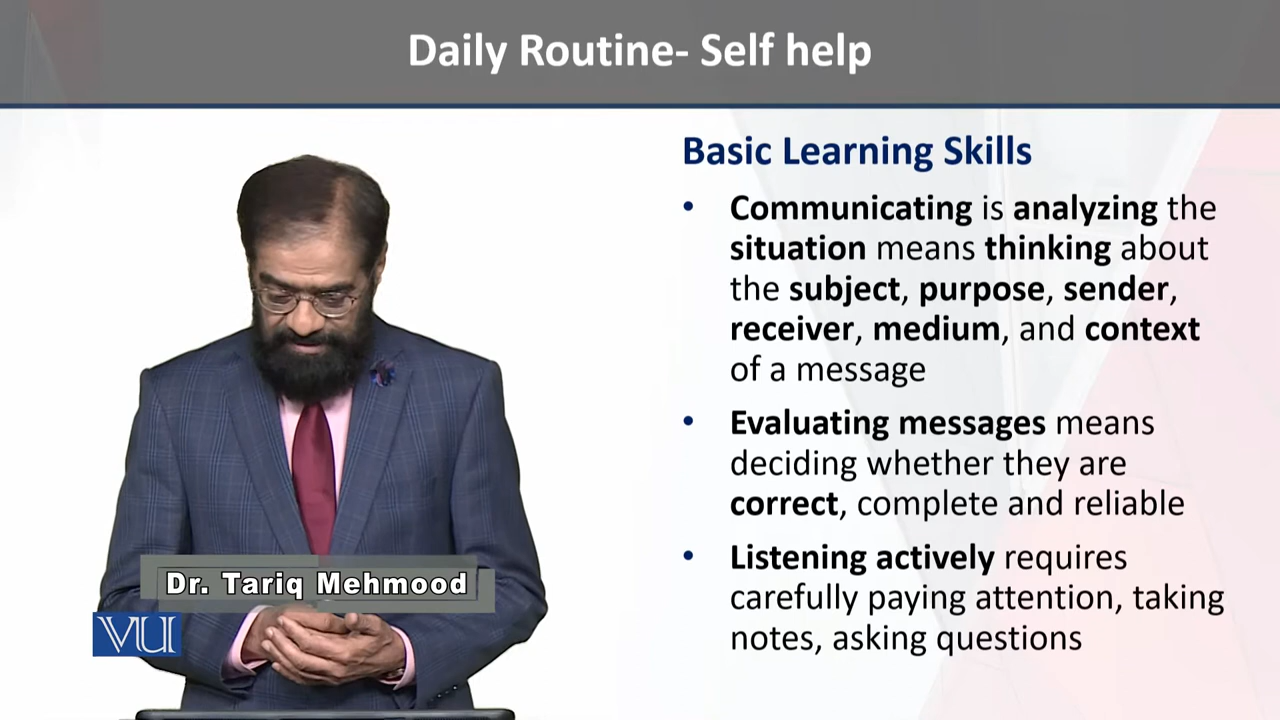 Daily Routine- Self help
Basic Learning Skills
• Communicating is analyzing the
situation means thinking about
the subject, purpose, sender,
receiver, medium, and context
of a message
• Evaluating messages means
deciding whether they are
correct, complete and reliable
• Listening actively requires
carefully paying attention, taking
notes, asking questions
Dr. Tariq Mehmood
VU